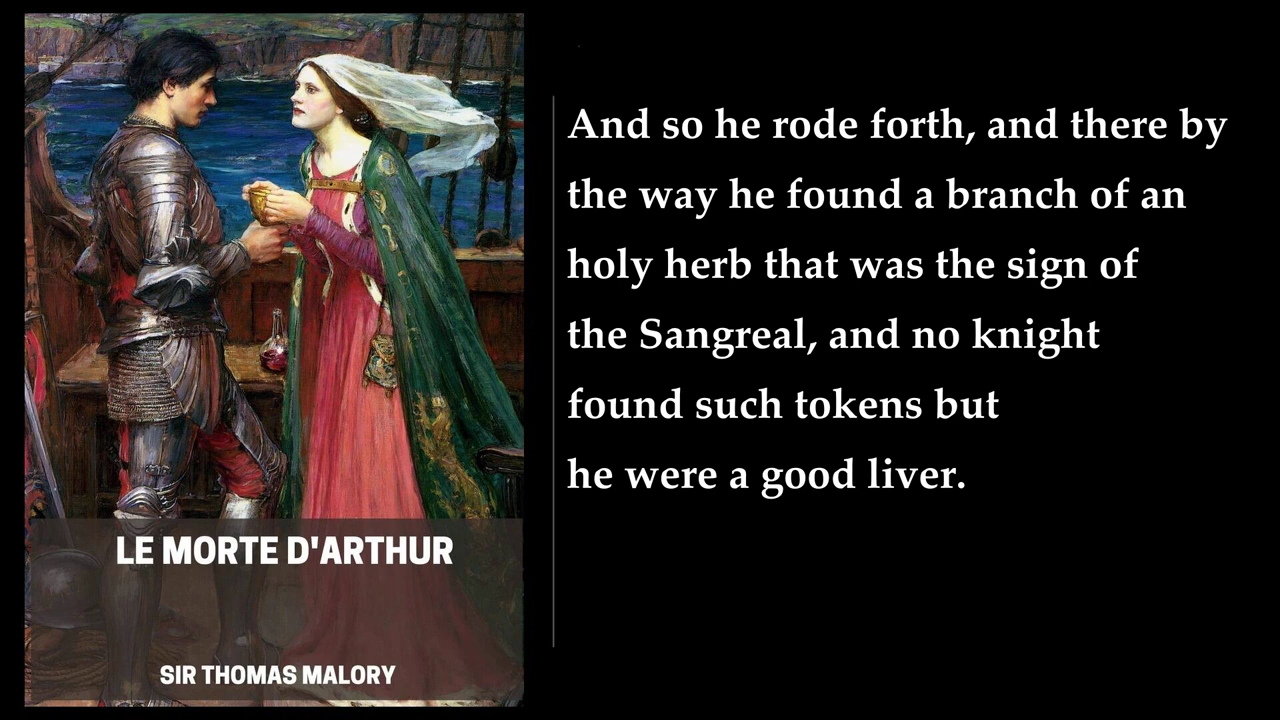 LE MORTE D'ARTHUR
SIR THOMAS MALORY
And so he rode forth, and there by
the way he found a branch of an
holy herb that was the sign of
the Sangreal, and no knight
found such tokens but
he were a good liver.